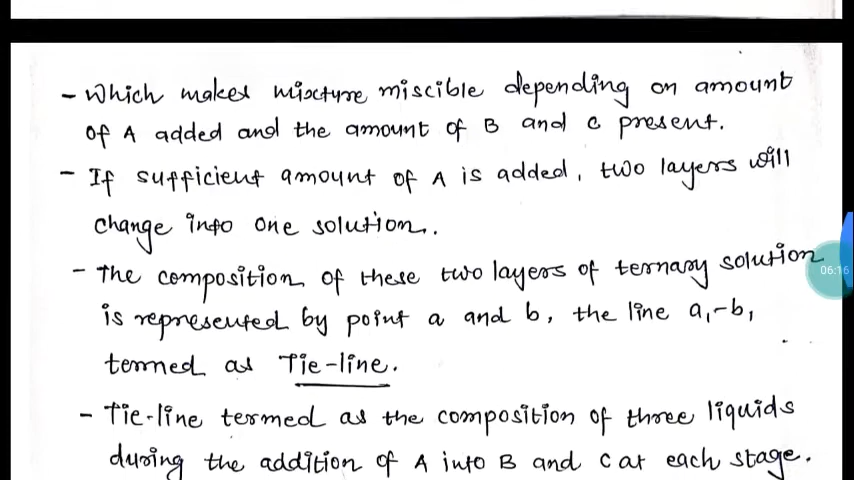 - Which makes mixture miscible depending on amount
of A added and the amount of B and C present.
- If sufficient amount of A is added, two layers will
change into one solution..
- The composition of these two layers of ternary solution
is represented by point a and b, the line a,-b,
termed as Tie-line.
- Tie-line termed as the composition of three liquids
during the addition of A into B and C at each stage.
06:16